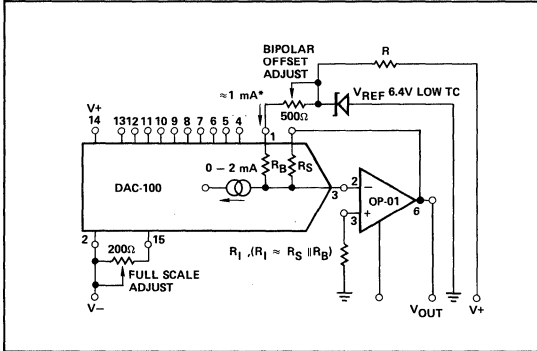 BIPOLAR
OFFSET
ADJUST
R
≈1 mA*
500Ω
VREF 6.4V LOW TC
V+
14 13 12 11 10 9 8 7 6 5 4
1
RB
RS
0 – 2 mA
DAC-100
3
2
–
OP-01
6
3
+
2
200Ω
15
FULL SCALE
ADJUST
V–
RI ,(RI ≈ RS ‖RB)
VOUT
V+